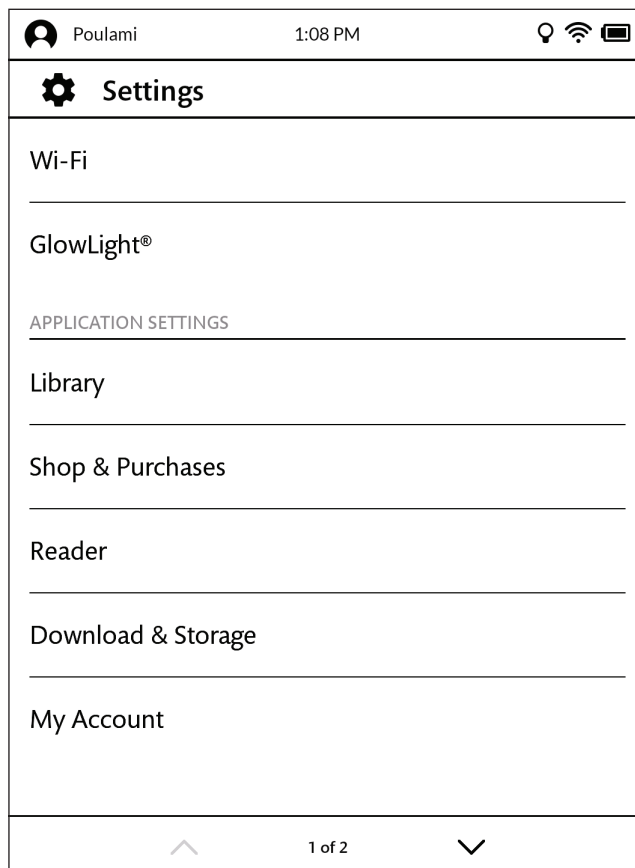 Poulami 1:08 PM
Settings
Wi-Fi
GlowLight®
APPLICATION SETTINGS
Library
Shop & Purchases
Reader
Download & Storage
My Account
1 of 2